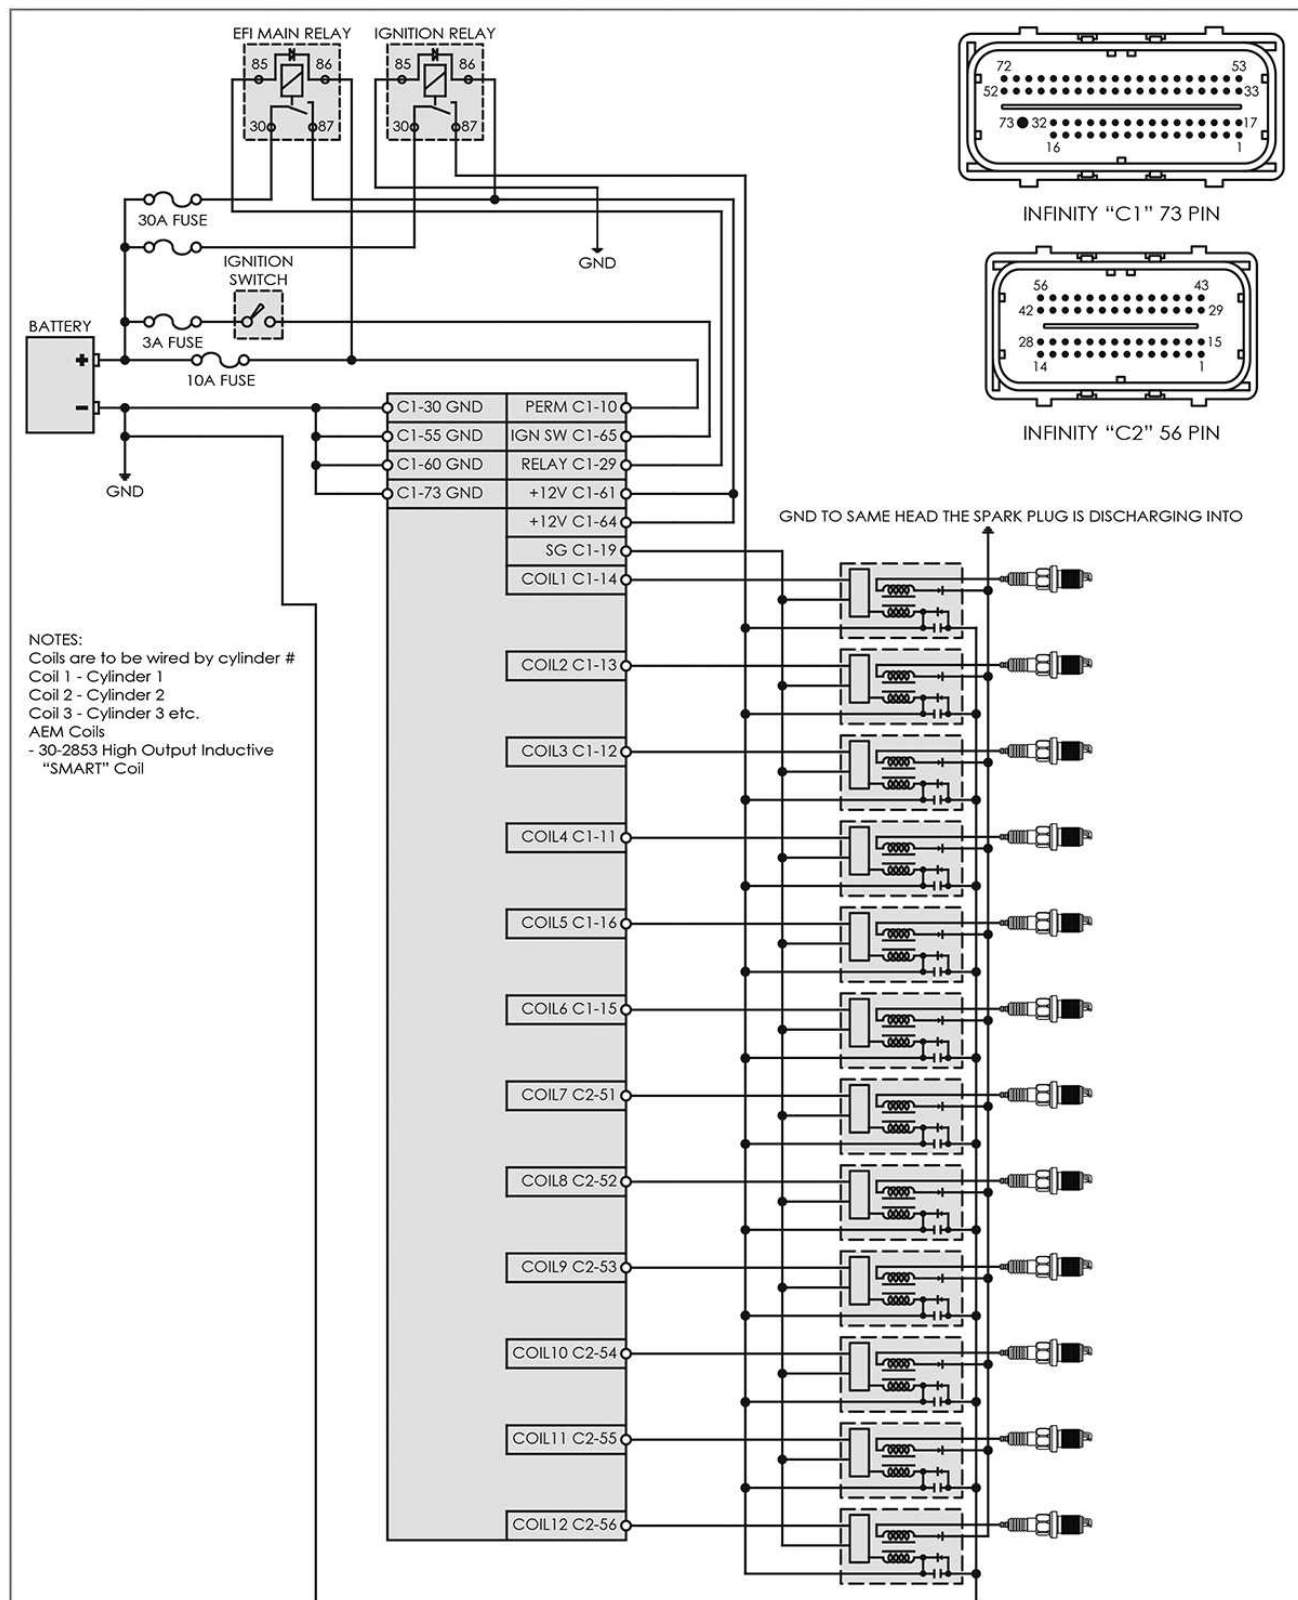 EFI MAIN RELAY
IGNITION RELAY
85
86
30
87
85
86
30
87
30A FUSE
IGNITION
SWITCH
GND
3A FUSE
BATTERY
+
-
10A FUSE
GND
C1-30 GND
C1-55 GND
C1-60 GND
C1-73 GND
PERM C1-10
IGN SW C1-65
RELAY C1-29
+12V C1-61
+12V C1-64
SG C1-19
COIL1 C1-14
COIL2 C1-13
COIL3 C1-12
COIL4 C1-11
COIL5 C1-16
COIL6 C1-15
COIL7 C2-51
COIL8 C2-52
COIL9 C2-53
COIL10 C2-54
COIL11 C2-55
COIL12 C2-56
NOTES:
Coils are to be wired by cylinder #
Coil 1 - Cylinder 1
Coil 2 - Cylinder 2
Coil 3 - Cylinder 3 etc.
AEM Coils
- 30-2853 High Output Inductive
“SMART” Coil
72
53
52
33
73
32
17
16
1
INFINITY “C1” 73 PIN
56
43
42
29
28
15
14
1
INFINITY “C2” 56 PIN
GND TO SAME HEAD THE SPARK PLUG IS DISCHARGING INTO